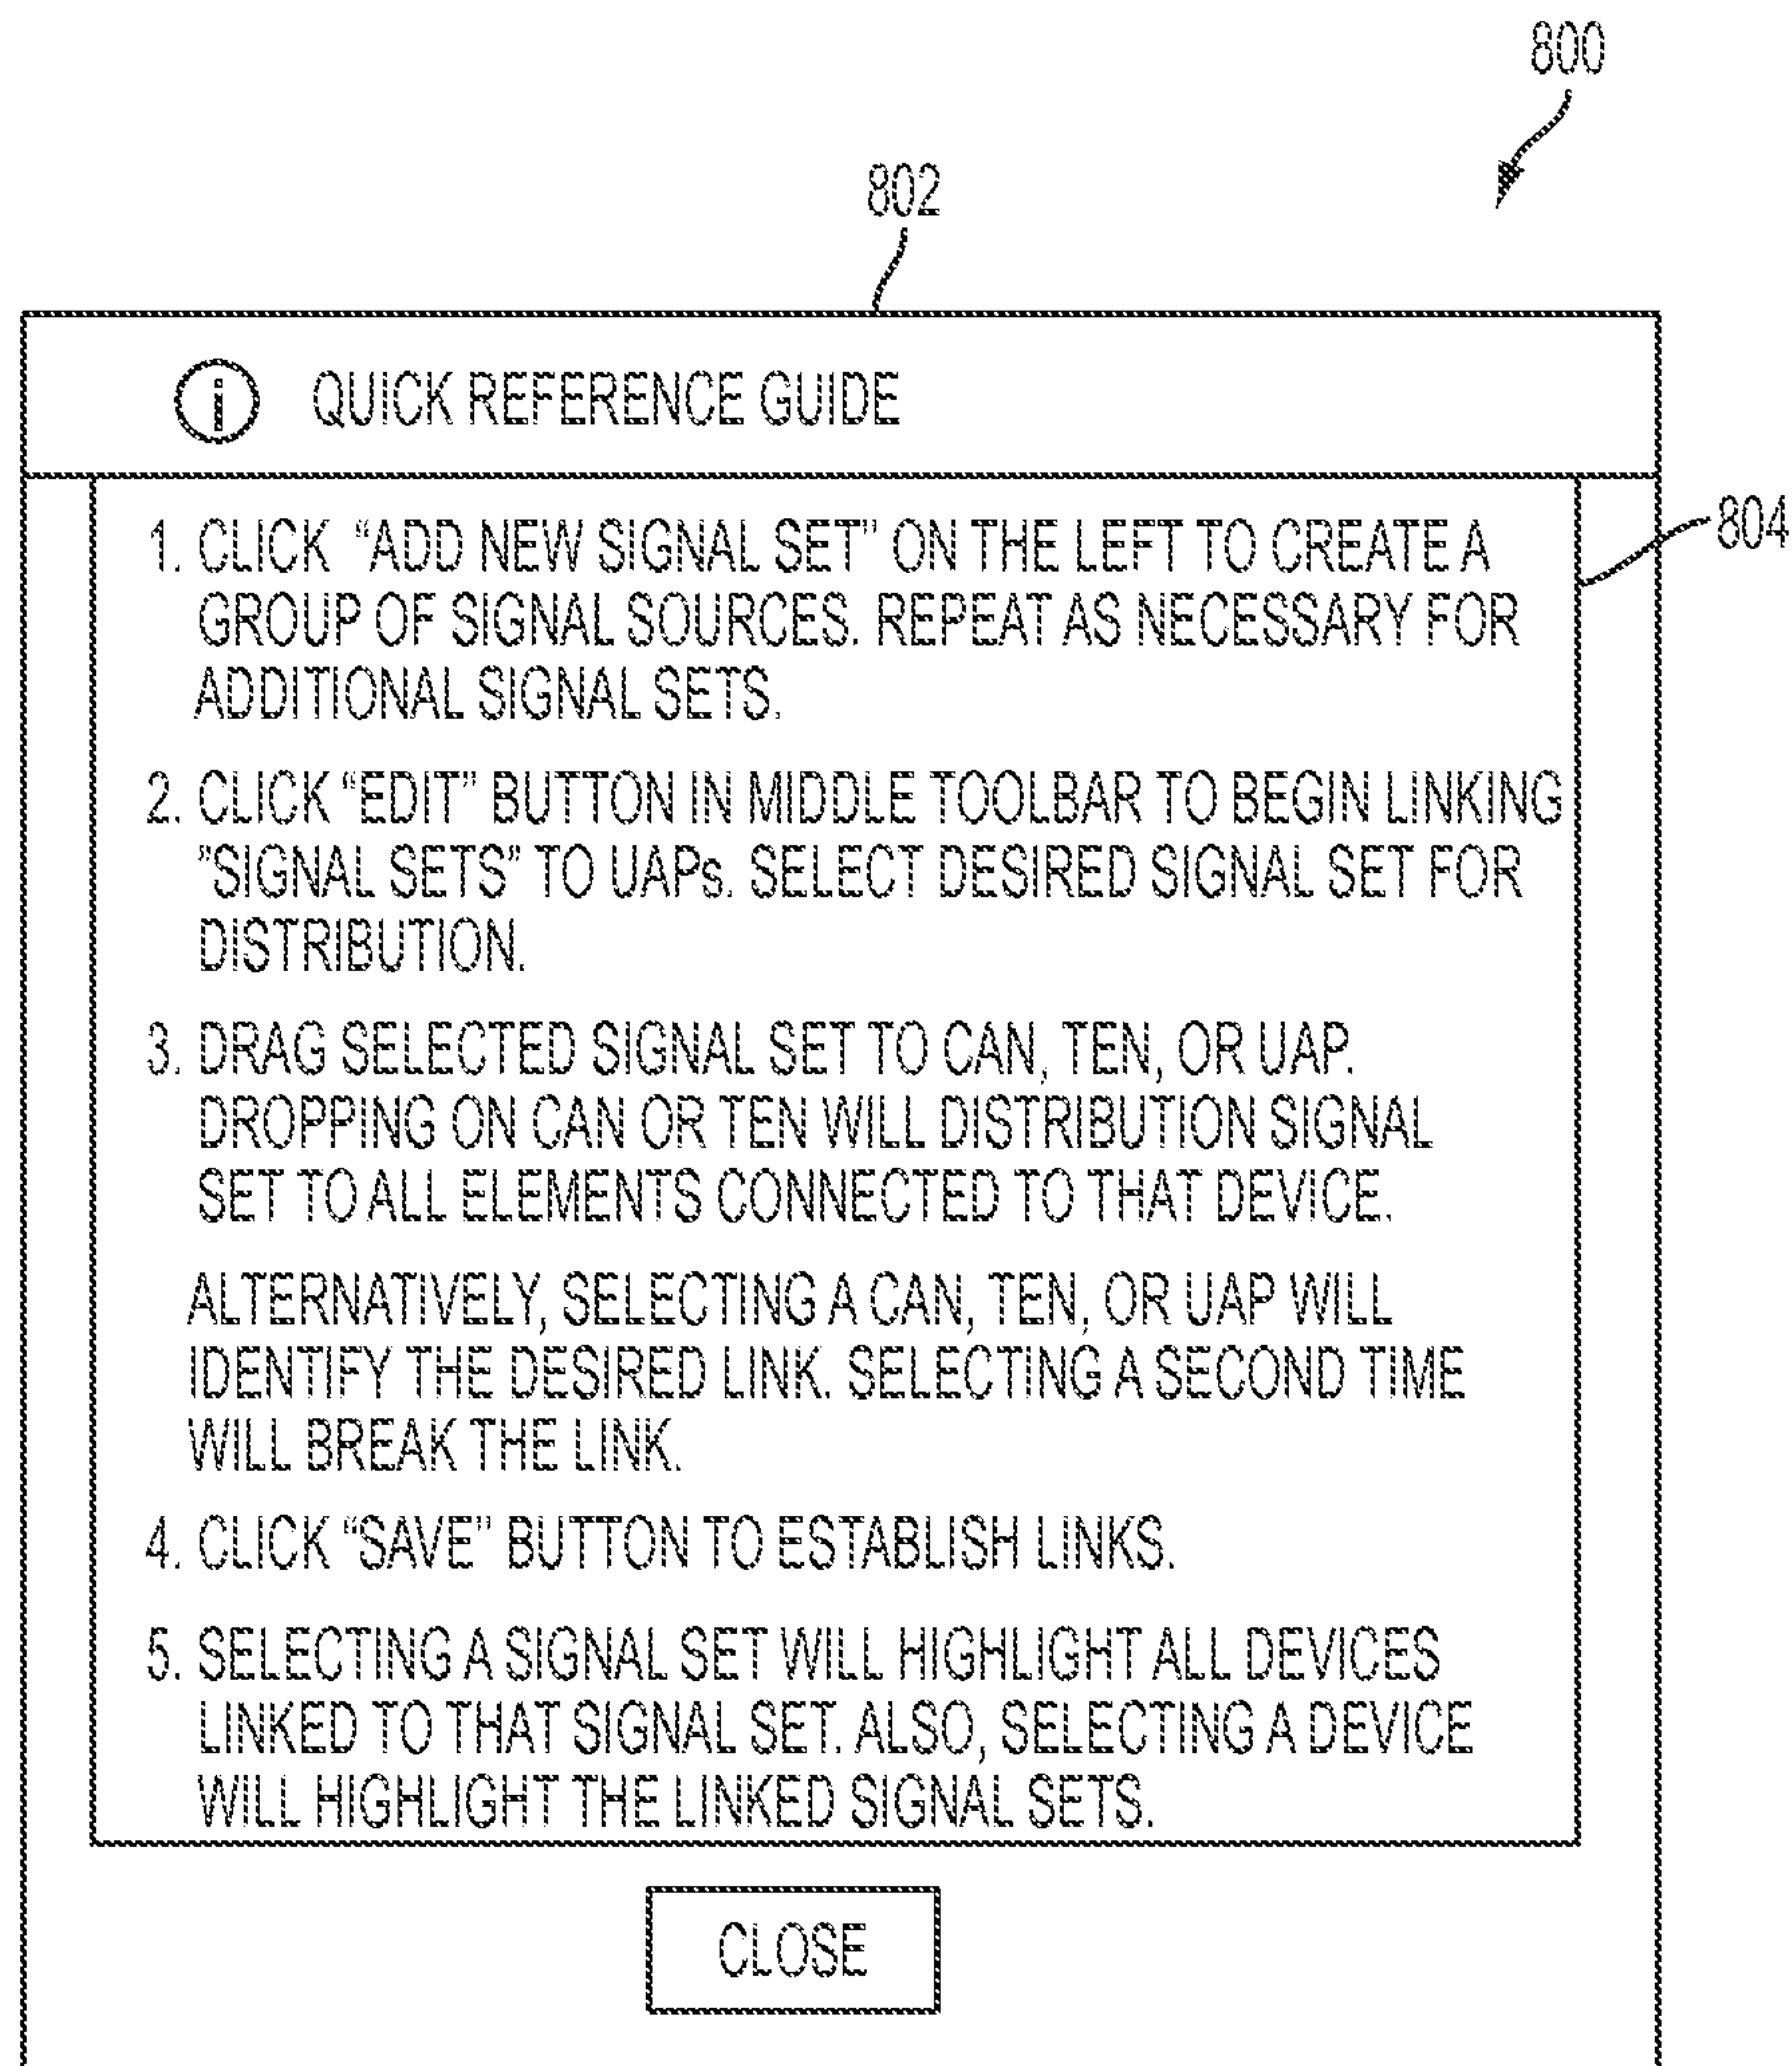 800
802
i QUICK REFERENCE GUIDE
804
1. CLICK "ADD NEW SIGNAL SET" ON THE LEFT TO CREATE A
GROUP OF SIGNAL SOURCES. REPEAT AS NECESSARY FOR
ADDITIONAL SIGNAL SETS.
2. CLICK "EDIT" BUTTON IN MIDDLE TOOLBAR TO BEGIN LINKING
"SIGNAL SETS" TO UAPs. SELECT DESIRED SIGNAL SET FOR
DISTRIBUTION.
3. DRAG SELECTED SIGNAL SET TO CAN, TEN, OR UAP.
DROPPING ON CAN OR TEN WILL DISTRIBUTION SIGNAL
SET TO ALL ELEMENTS CONNECTED TO THAT DEVICE.
ALTERNATIVELY, SELECTING A CAN, TEN, OR UAP WILL
IDENTIFY THE DESIRED LINK. SELECTING A SECOND TIME
WILL BREAK THE LINK.
4. CLICK "SAVE" BUTTON TO ESTABLISH LINKS.
5. SELECTING A SIGNAL SET WILL HIGHLIGHT ALL DEVICES
LINKED TO THAT SIGNAL SET. ALSO, SELECTING A DEVICE
WILL HIGHLIGHT THE LINKED SIGNAL SETS.
CLOSE